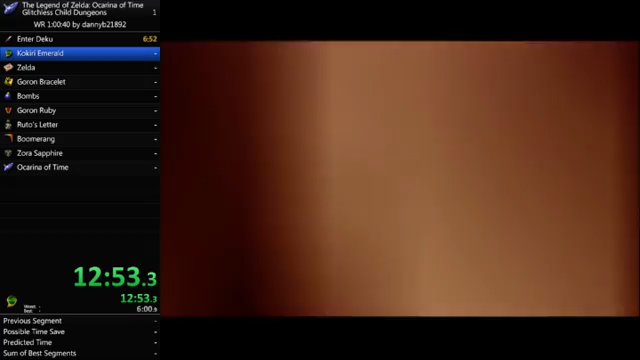 The Legend of Zelda: Ocarina of Time
Glitchless Child Dungeons 1
WR 1:00:40 by dannyb21892
Enter Deku 6:52
Kokiri Emerald -
Zelda -
Goron Bracelet -
Bombs -
Goron Ruby -
Ruto's Letter -
Boomerang -
Zora Sapphire -
Ocarina of Time -
12:53.3
12:53.3
6:00.9
Previous Segment -
Possible Time Save -
Predicted Time -
Sum of Best Segments -